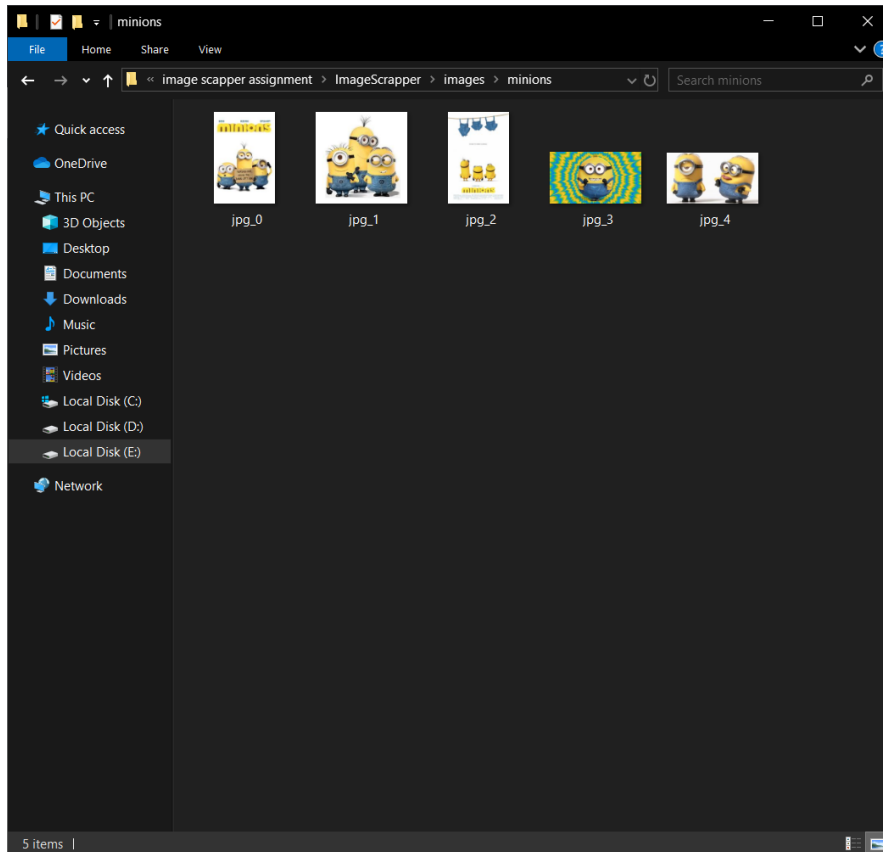 minions
File Home Share View
« image scapper assignment > ImageScrapper > images > minions
Search minions
Quick access
OneDrive
This PC
3D Objects
Desktop
Documents
Downloads
Music
Pictures
Videos
Local Disk (C:)
Local Disk (D:)
Local Disk (E:)
Network
minions
jpg_0 jpg_1 jpg_2 jpg_3 jpg_4
5 items